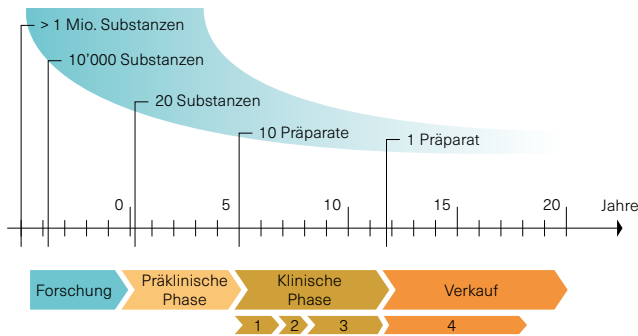 > 1 Mio. Substanzen
10'000 Substanzen
20 Substanzen
10 Präparate
1 Präparat
0 5 10 15 20 Jahre
Forschung
Präklinische
Phase
Klinische
Phase
Verkauf
1 2 3 4